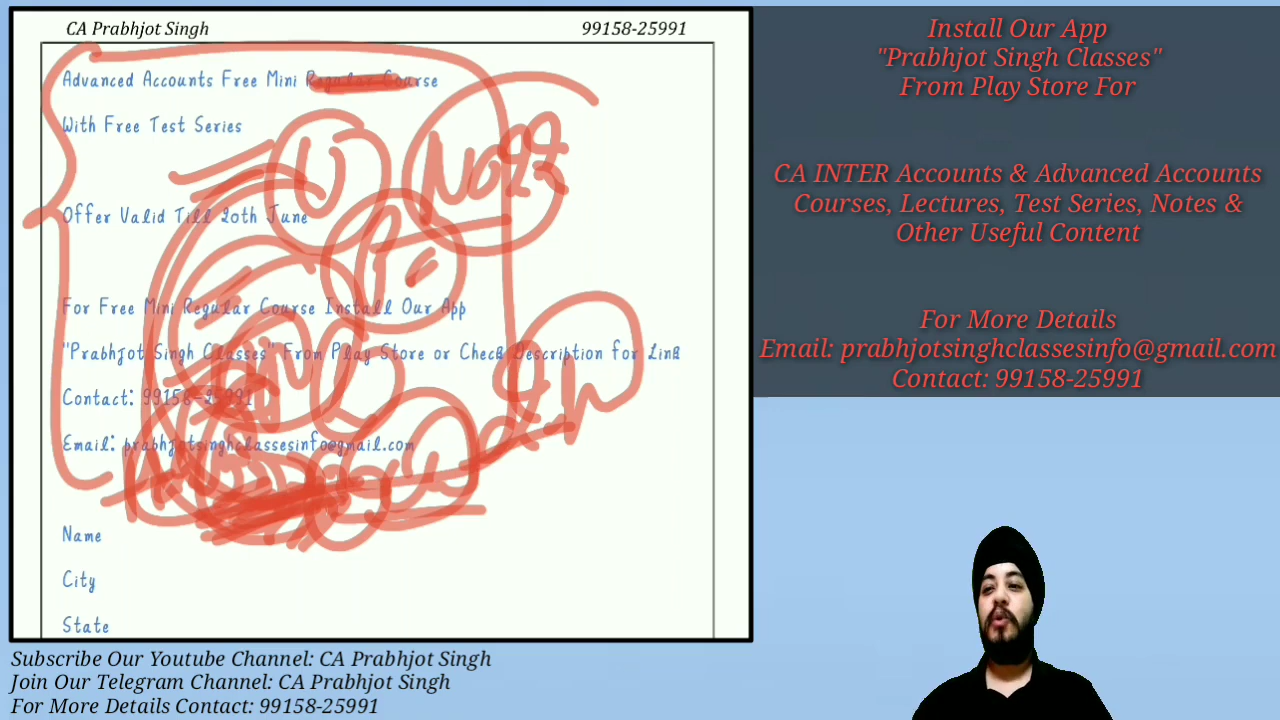 CA Prabhjot Singh 99158-25991
Advanced Accounts Free Mini Regular Course
With Free Test Series
Offer Valid Till 20th June
For Free Mini Regular Course Install Our App
"Prabhjot Singh Classes" From Play Store or Check Description for Link
Contact: 99158-25991
Email: prabhjotsinghclassesinfo@gmail.com
Name
City
State
Install Our App
"Prabhjot Singh Classes"
From Play Store For
CA INTER Accounts & Advanced Accounts
Courses, Lectures, Test Series, Notes &
Other Useful Content
For More Details
Email: prabhjotsinghclassesinfo@gmail.com
Contact: 99158-25991
Subscribe Our Youtube Channel: CA Prabhjot Singh
Join Our Telegram Channel: CA Prabhjot Singh
For More Details Contact: 99158-25991